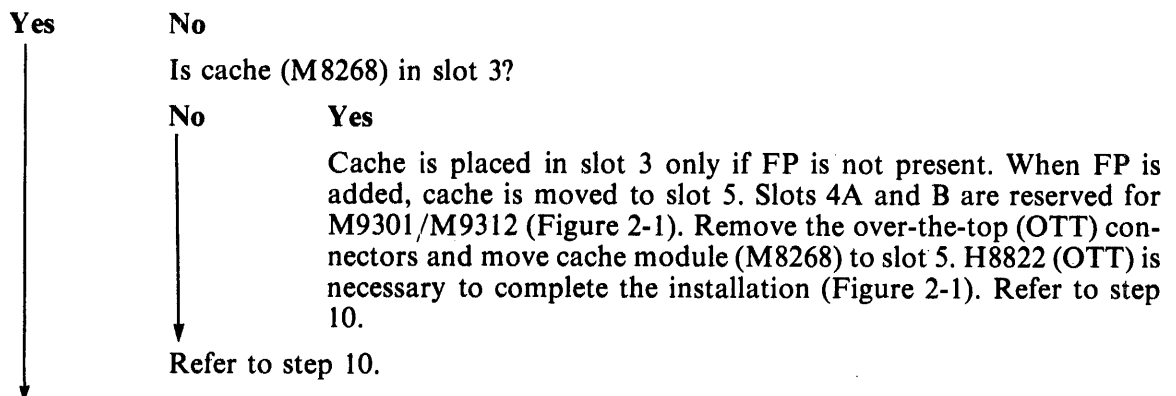 Yes No
Is cache (M8268) in slot 3?
No Yes
Cache is placed in slot 3 only if FP is not present. When FP is
added, cache is moved to slot 5. Slots 4A and B are reserved for
M9301/M9312 (Figure 2-1). Remove the over-the-top (OTT) con-
nectors and move cache module (M8268) to slot 5. H8822 (OTT) is
necessary to complete the installation (Figure 2-1). Refer to step
10.
Refer to step 10.